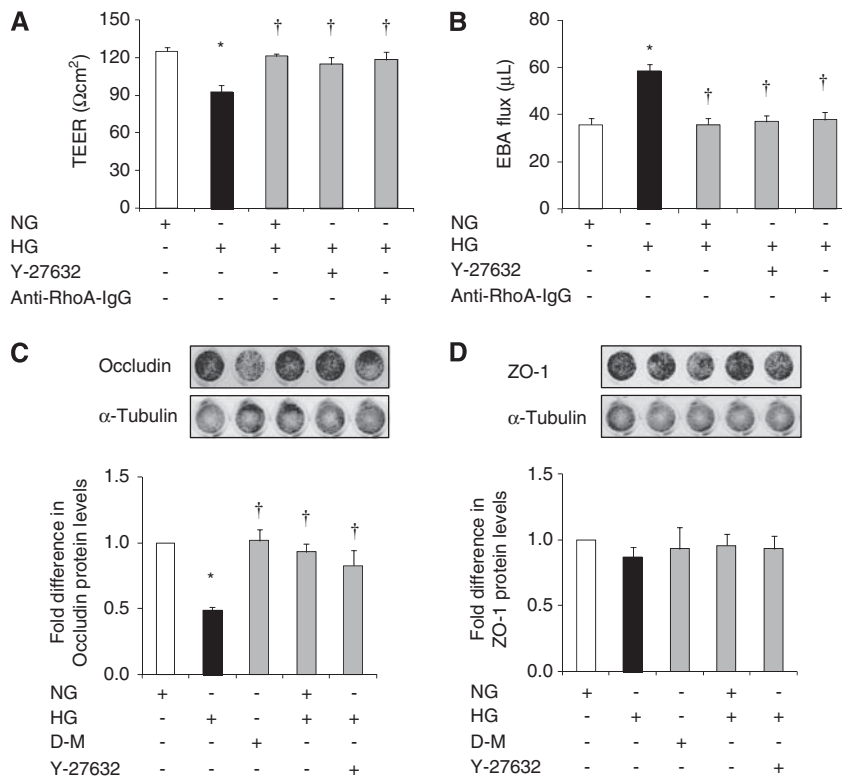 A
TEER (Ωcm²)
150
120
90
60
30
0
*
†
†
†
NG + - + - -
HG - + + + +
Y-27632 - - - + -
Anti-RhoA-IgG - - - - +
B
EBA flux (μL)
80
60
40
20
0
*
†
†
†
NG + - + - -
HG - + + + +
Y-27632 - - - + -
Anti-RhoA-IgG - - - - +
C
Occludin
α-Tubulin
Fold difference in
Occludin protein levels
1.5
1.0
0.5
0.0
*
†
†
†
NG + - - + -
HG - + - + +
D-M - - + - -
Y-27632 - - - - +
D
ZO-1
α-Tubulin
Fold difference in
ZO-1 protein levels
1.5
1.0
0.5
0.0
NG + - - + -
HG - + - + +
D-M - - + - -
Y-27632 - - - - +